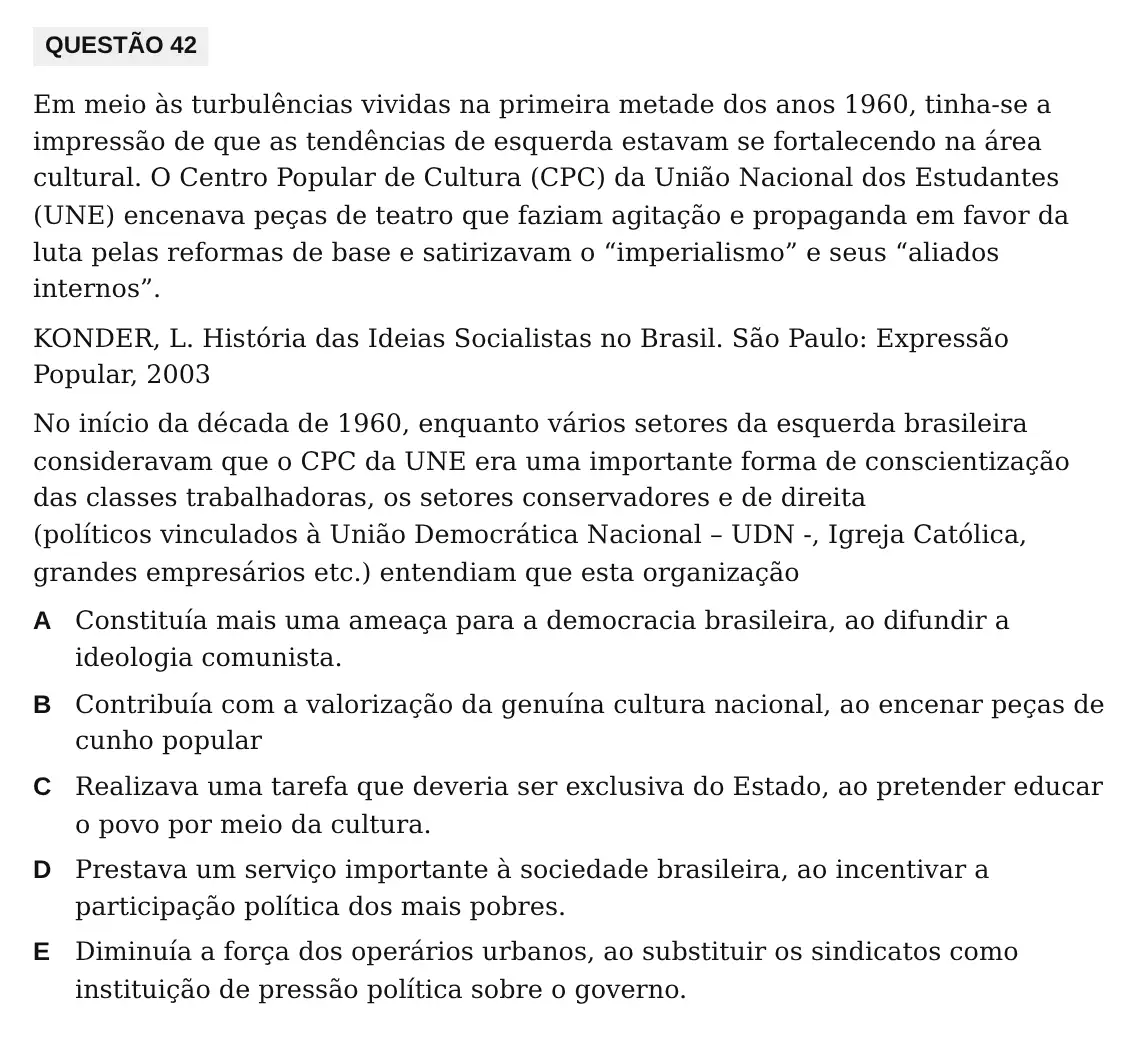 QUESTÃO 42
Em meio às turbulências vividas na primeira metade dos anos 1960, tinha-se a
impressão de que as tendências de esquerda estavam se fortalecendo na área
cultural. O Centro Popular de Cultura (CPC) da União Nacional dos Estudantes
(UNE) encenava peças de teatro que faziam agitação e propaganda em favor da
luta pelas reformas de base e satirizavam o “imperialismo” e seus “aliados
internos”.
KONDER, L. História das Ideias Socialistas no Brasil. São Paulo: Expressão
Popular, 2003
No início da década de 1960, enquanto vários setores da esquerda brasileira
consideravam que o CPC da UNE era uma importante forma de conscientização
das classes trabalhadoras, os setores conservadores e de direita
(políticos vinculados à União Democrática Nacional – UDN -, Igreja Católica,
grandes empresários etc.) entendiam que esta organização
A Constituía mais uma ameaça para a democracia brasileira, ao difundir a
ideologia comunista.
B Contribuía com a valorização da genuína cultura nacional, ao encenar peças de
cunho popular
C Realizava uma tarefa que deveria ser exclusiva do Estado, ao pretender educar
o povo por meio da cultura.
D Prestava um serviço importante à sociedade brasileira, ao incentivar a
participação política dos mais pobres.
E Diminuía a força dos operários urbanos, ao substituir os sindicatos como
instituição de pressão política sobre o governo.